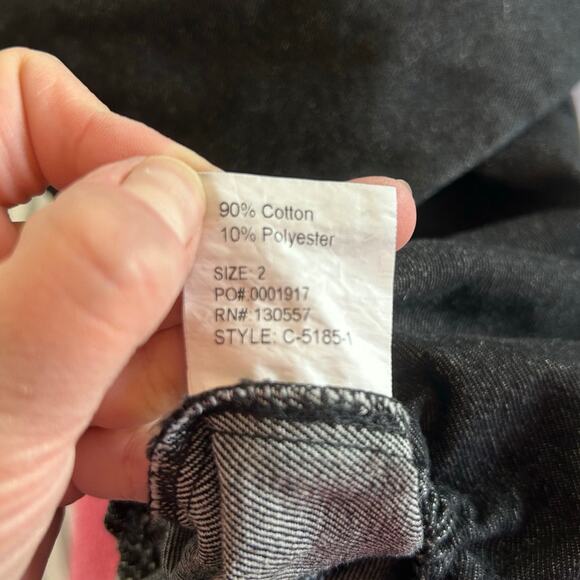 90% Cotton
10% Polyester
SIZE: 2
PO#:0001917
RN#:130557
STYLE: C-5185-1